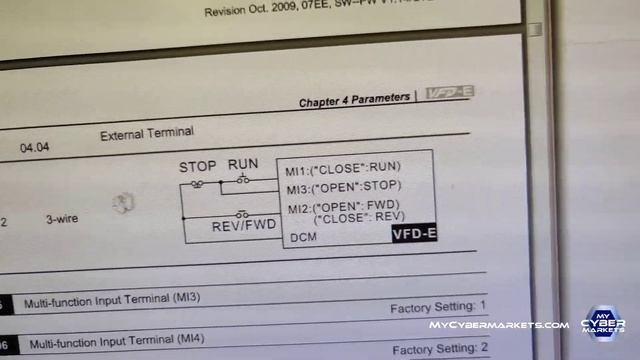 Revision Oct. 2009, 07EE, SW--PW V1.
Chapter 4 Parameters | VFD-E
04.04 External Terminal
STOP RUN
MI1:("CLOSE":RUN)
MI3:("OPEN":STOP)
2 3-wire
MI2:("OPEN": FWD)
("CLOSE": REV)
REV/FWD
DCM VFD-E
Multi-function Input Terminal (MI3)
Factory Setting: 1
06 Multi-function Input Terminal (MI4)
Factory Setting: 2
MYCYBERMARKETS.COM
MY
CYBER
MARKETS